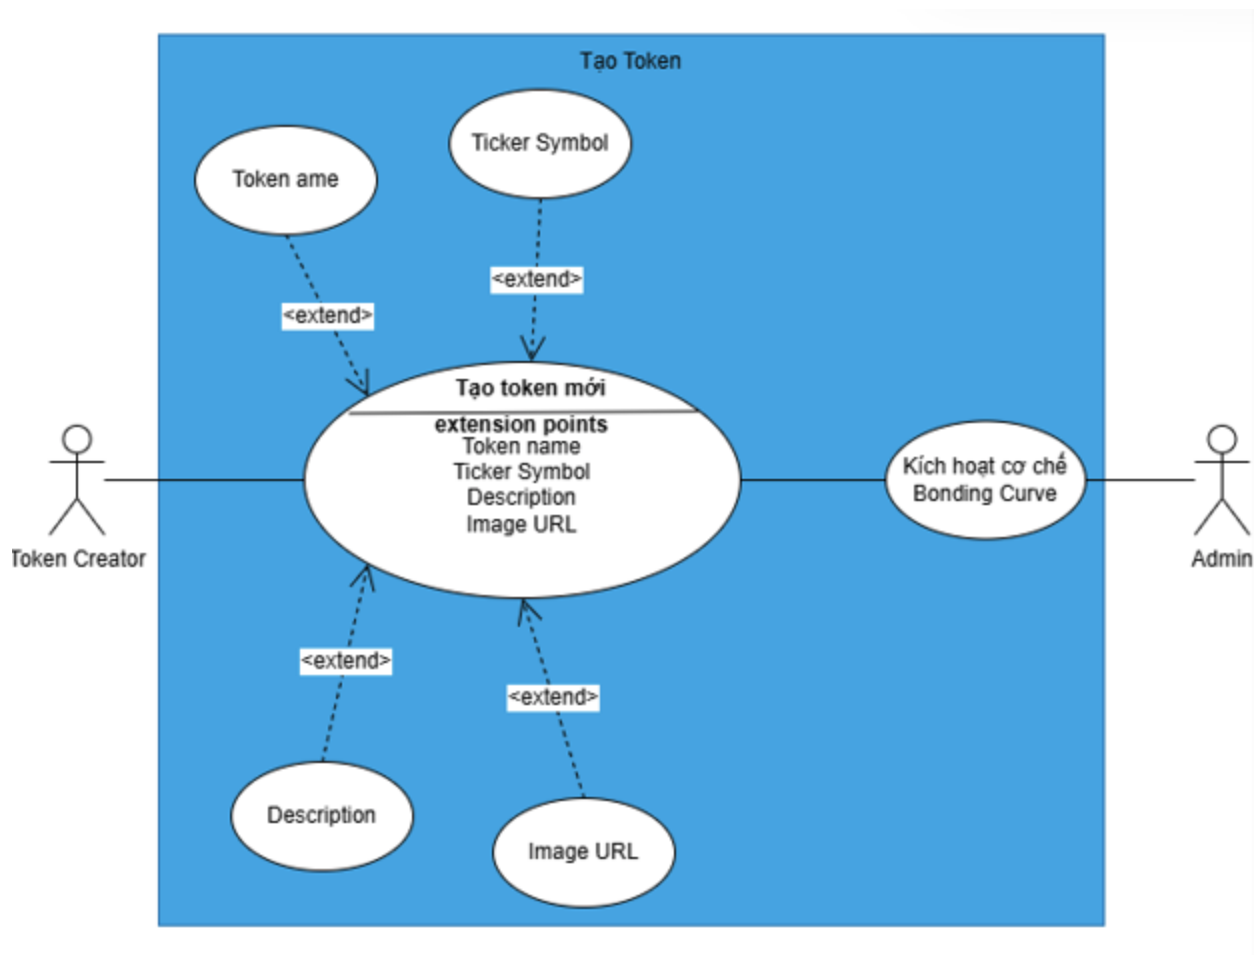 Tạo Token
Ticker Symbol
Token ame
<extend>
<extend>
Tạo token mới
extension points
Token name
Ticker Symbol
Description
Image URL
Kích hoạt cơ chế
Bonding Curve
Token Creator
Admin
<extend>
<extend>
Description
Image URL